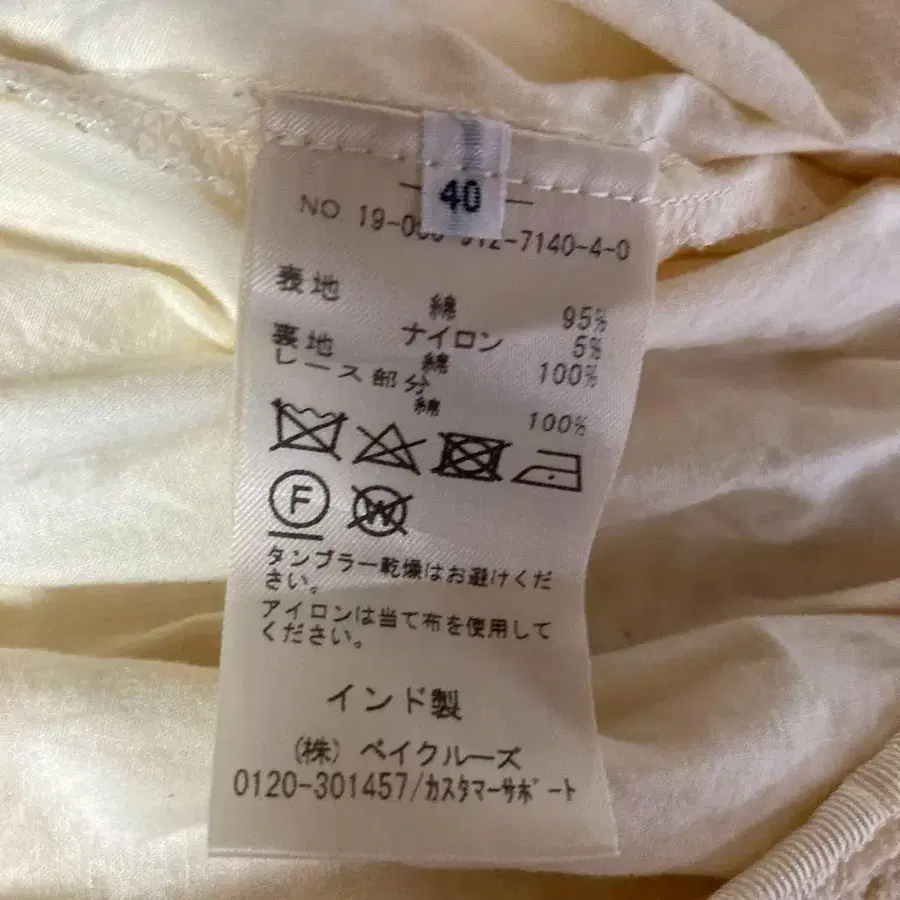 40
NO 19-0 912-7140-4-0
表地 綿 95%
ナイロン 5%
裏地 綿 100%
レース部分
綿 100%
F
W
タンブラー乾燥はお避けくだ
さい。
アイロンは当て布を使用して
ください。
インド製
(株) ベイクルーズ
0120-301457/カスタマーサポート